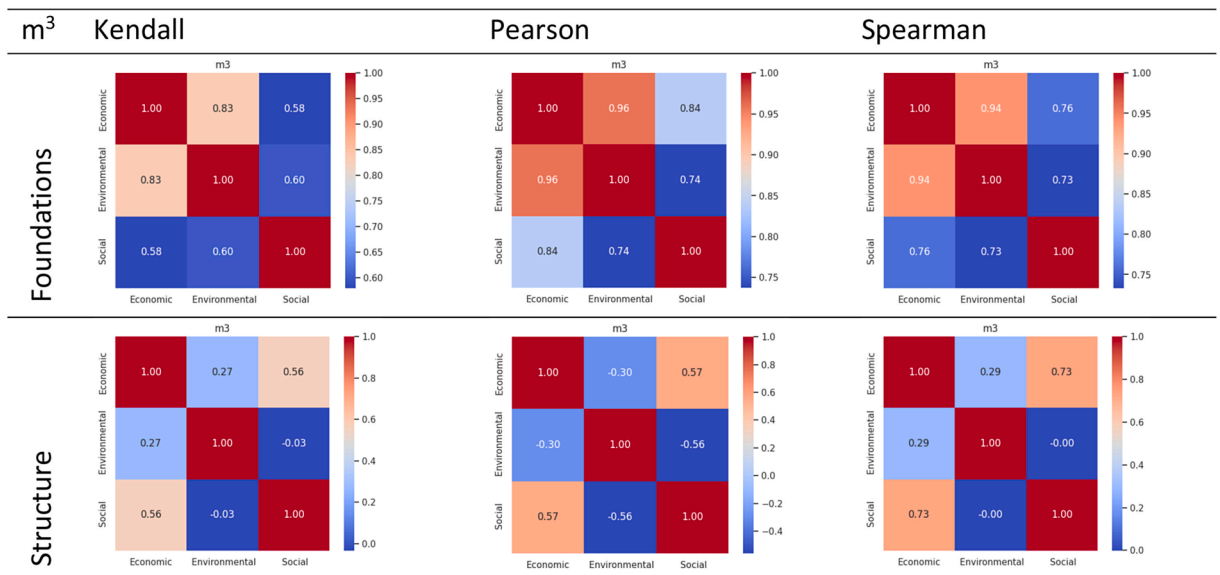 m³ Kendall Pearson Spearman
Foundations
m3
Economic
Environmental
Social
1.00 0.83 0.58
0.83 1.00 0.60
0.58 0.60 1.00
Economic Environmental Social
1.00
0.95
0.90
0.85
0.80
0.75
0.70
0.65
0.60
m3
Economic
Environmental
Social
1.00 0.96 0.84
0.96 1.00 0.74
0.84 0.74 1.00
Economic Environmental Social
1.00
0.95
0.90
0.85
0.80
0.75
m3
Economic
Environmental
Social
1.00 0.94 0.76
0.94 1.00 0.73
0.76 0.73 1.00
Economic Environmental Social
1.00
0.95
0.90
0.85
0.80
0.75
Structure
m3
Economic
Environmental
Social
1.00 0.27 0.56
0.27 1.00 -0.03
0.56 -0.03 1.00
Economic Environmental Social
1.0
0.8
0.6
0.4
0.2
0.0
m3
Economic
Environmental
Social
1.00 -0.30 0.57
-0.30 1.00 -0.56
0.57 -0.56 1.00
Economic Environmental Social
1.0
0.8
0.6
0.4
0.2
0.0
−0.2
−0.4
m3
Economic
Environmental
Social
1.00 0.29 0.73
0.29 1.00 -0.00
0.73 -0.00 1.00
Economic Environmental Social
1.0
0.8
0.6
0.4
0.2
0.0